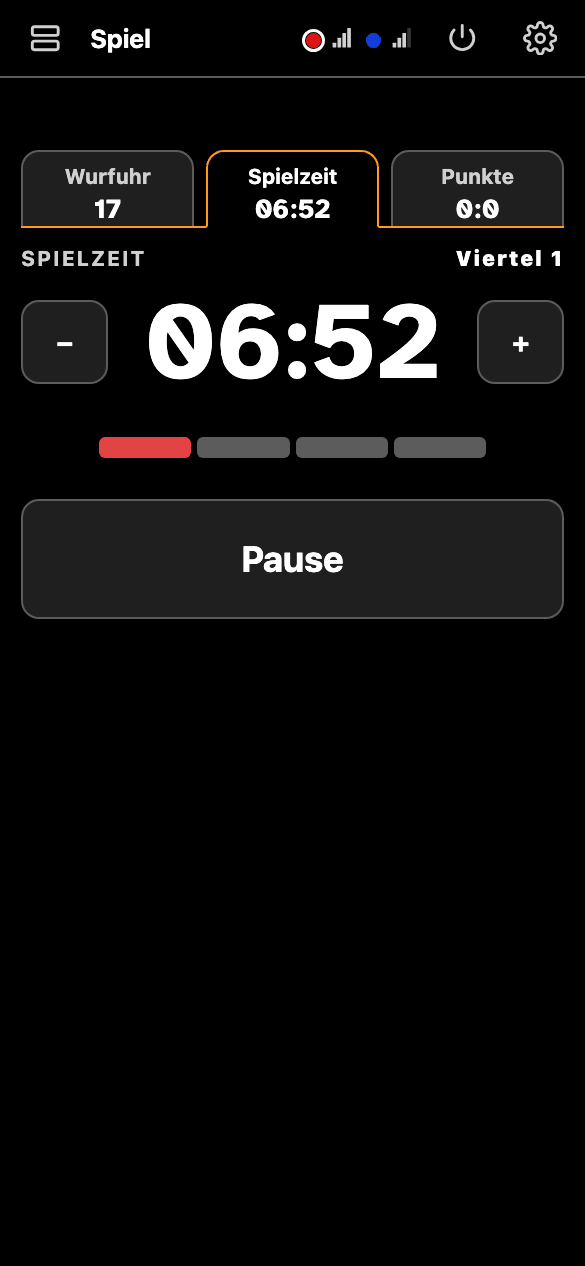 Spiel
Wurfuhr
17
Spielzeit
06:52
Punkte
0:0
SPIELZEIT
Viertel 1
−
06:52
+
Pause